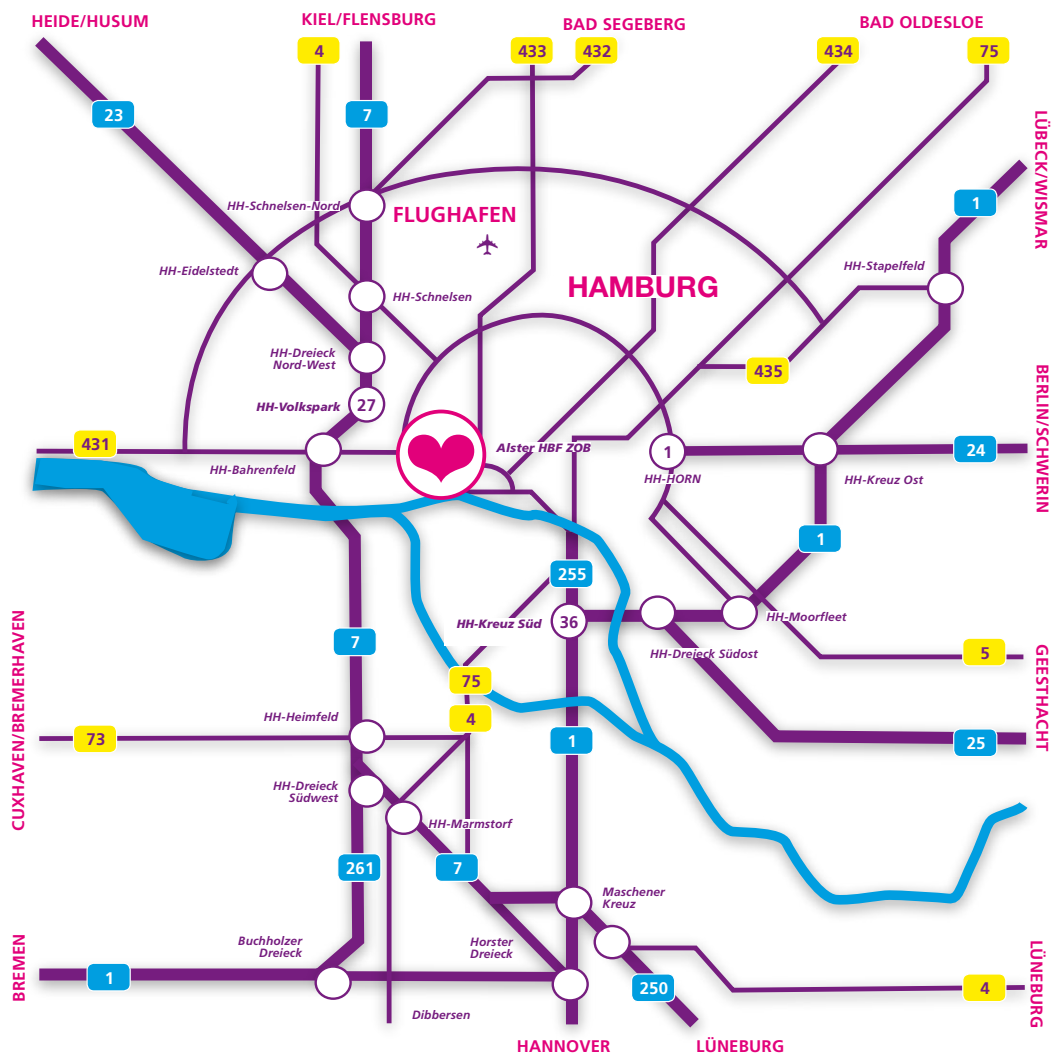 HEIDE/HUSUM
KIEL/FLENSBURG
BAD SEGEBERG
BAD OLDESLOE
4
433
432
434
75
23
7
LÜBECK/WISMAR
1
HH-Schnelsen-Nord
FLUGHAFEN
HH-Eidelstedt
HH-Stapelfeld
HAMBURG
HH-Schnelsen
HH-Dreieck
Nord-West
435
HH-Volkspark
27
BERLIN/SCHWERIN
431
Alster HBF ZOB
1
24
HH-Bahrenfeld
HH-HORN
HH-Kreuz Ost
1
255
HH-Kreuz Süd
36
HH-Moorfleet
7
HH-Dreieck Südost
5
GEESTHACHT
75
CUXHAVEN/BREMERHAVEN
HH-Heimfeld
4
73
1
25
HH-Dreieck
Südwest
HH-Marmstorf
261
7
Maschener
Kreuz
Buchholzer
Dreieck
Horster
Dreieck
BREMEN
1
250
4
LÜNEBURG
Dibbersen
HANNOVER
LÜNEBURG